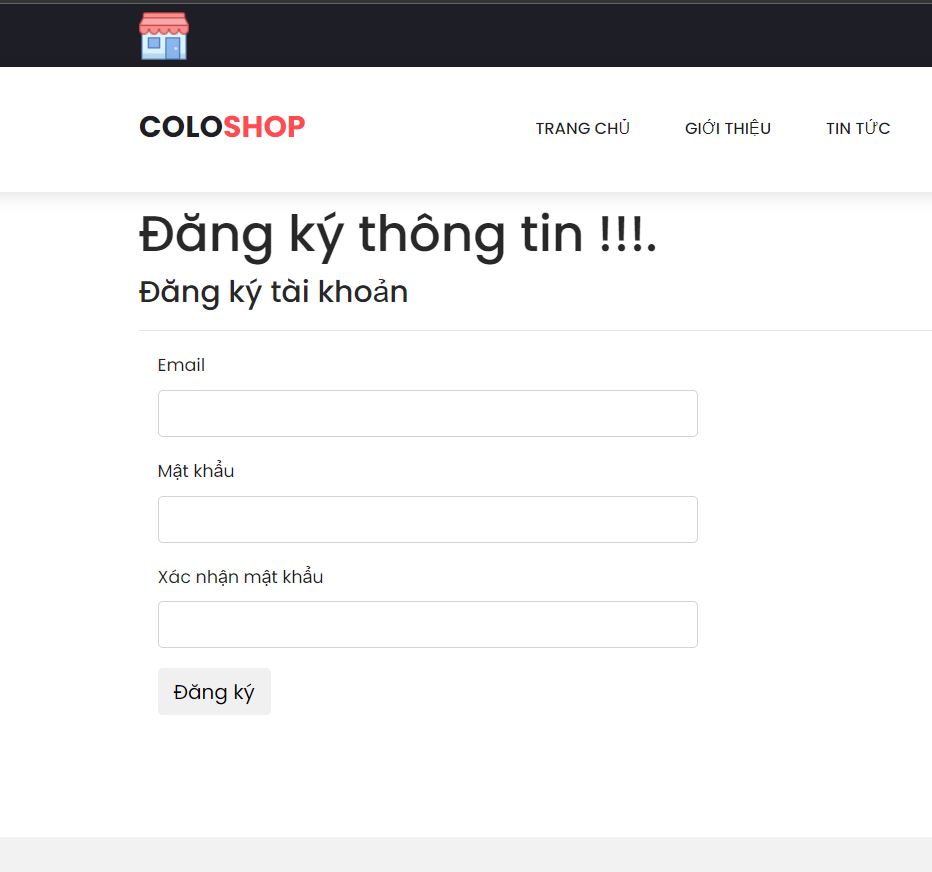 COLOSHOP
TRANG CHỦ GIỚI THIỆU TIN TỨC
Đăng ký thông tin !!!.
Đăng ký tài khoản
Email
Mật khẩu
Xác nhận mật khẩu
Đăng ký